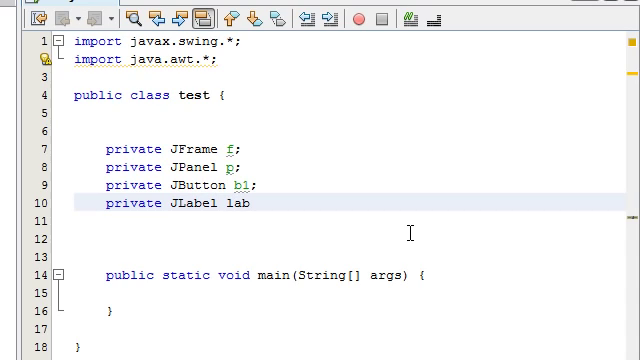 1 import javax.swing.*;
import java.awt.*;
3
4 public class test {
5
6
7 private JFrame f;
8 private JPanel p;
9 private JButton b1;
10 private JLabel lab
11
12
13
14 public static void main(String[] args) {
15
16 }
17
18 }